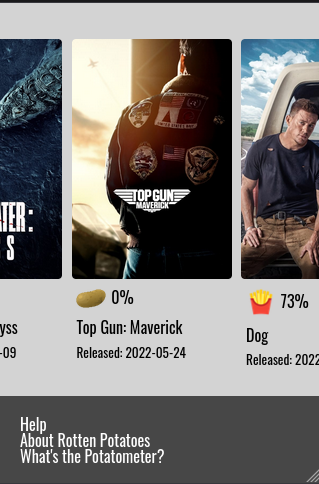 TER:
S
TOP GUN
MAVERICK
0%
73%
yss
Top Gun: Maverick
Dog
-09
Released: 2022-05-24
Released: 2022
Help
About Rotten Potatoes
What's the Potatometer?